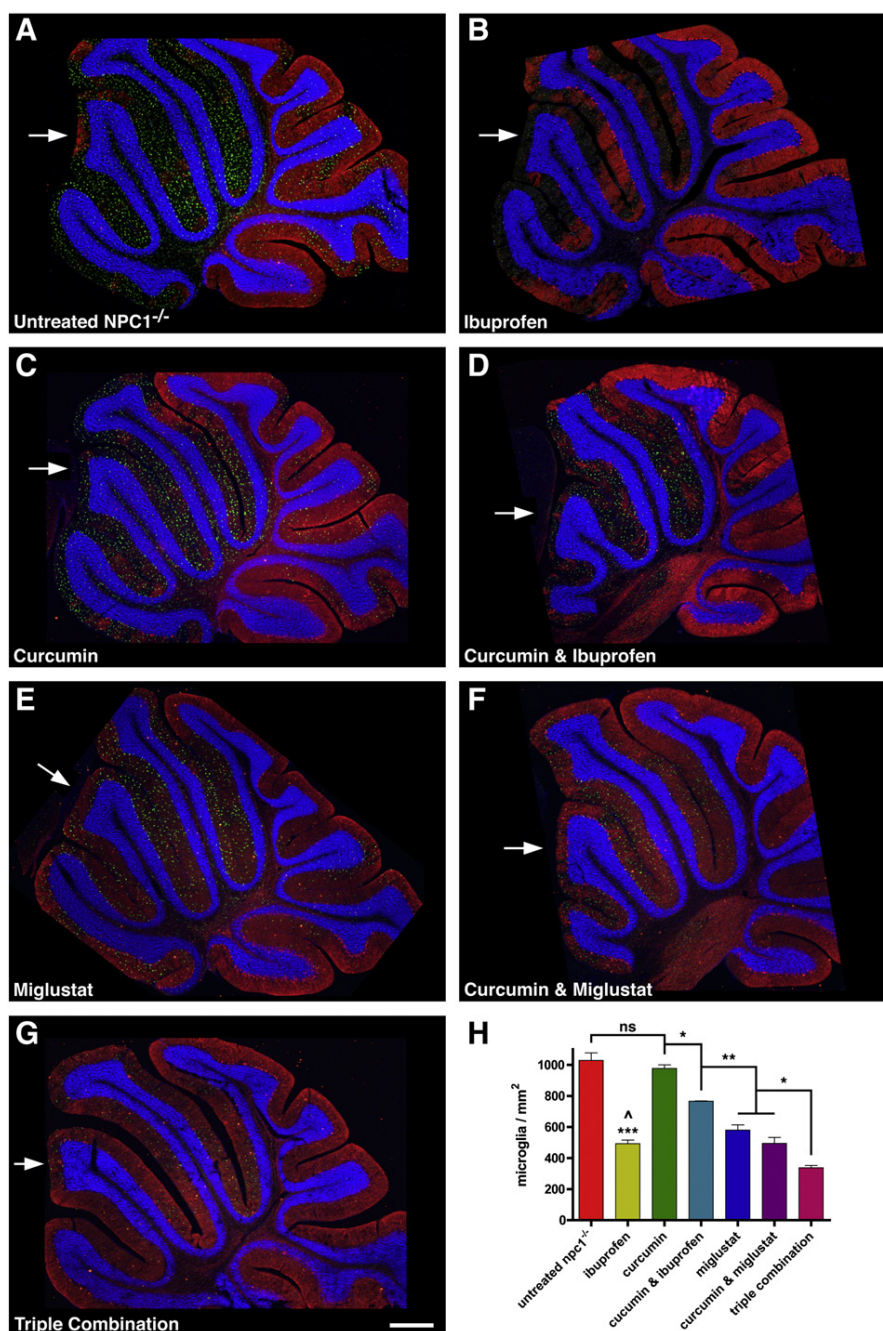 A
B
Untreated NPC1-/-
Ibuprofen
C
D
Curcumin
Curcumin & Ibuprofen
E
F
Miglustat
Curcumin & Miglustat
G
Triple Combination
H
ns
*
**
*
^
***
microglia / mm2
1000
800
600
400
200
0
untreated npc1-/-
ibuprofen
curcumin
cucumin & ibuprofen
miglustat
curcumin & miglustat
triple combination